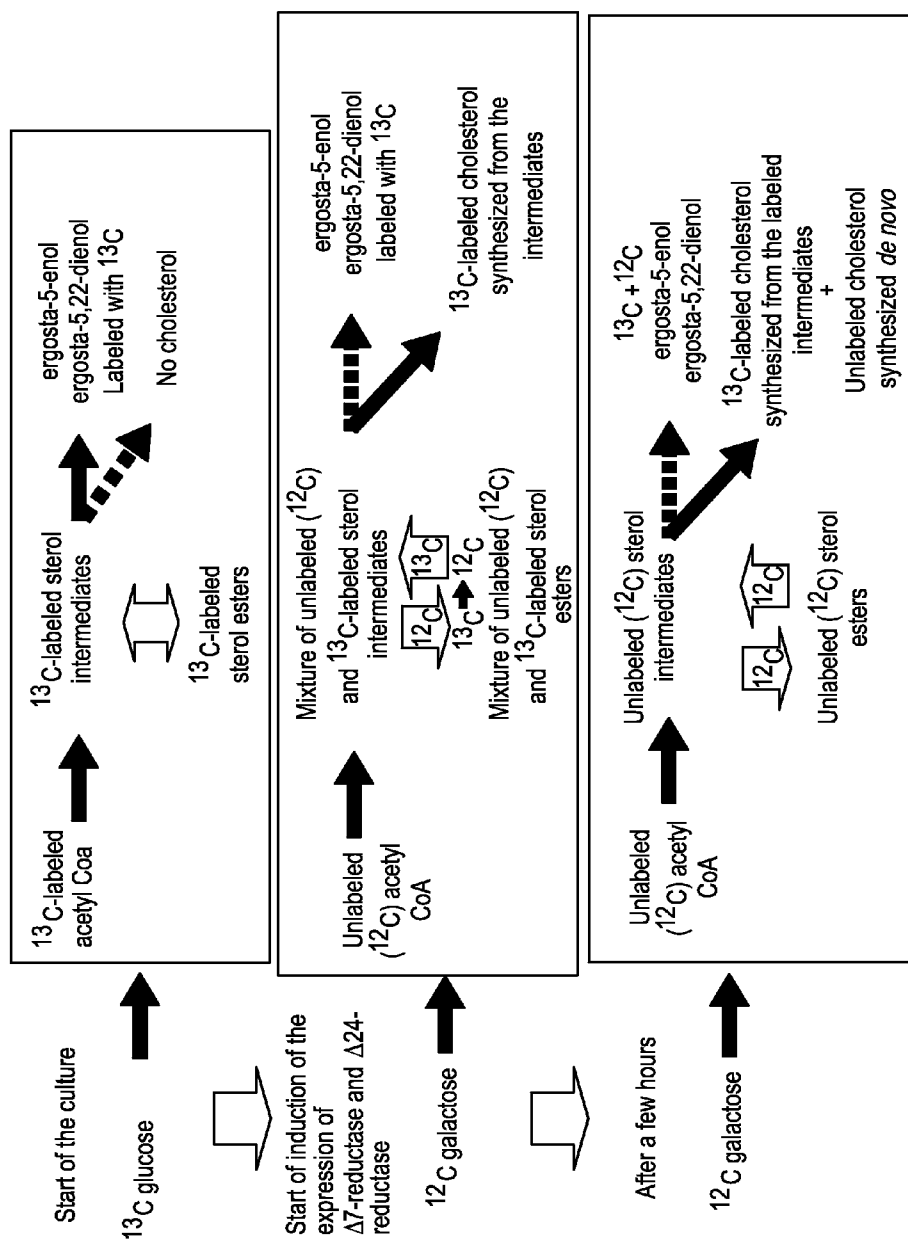 Start of the culture
13C glucose
13C-labeled
acetyl Coa
13C-labeled sterol
intermediates
13C-labeled
sterol esters
ergosta-5-enol
ergosta-5,22-dienol
Labeled with 13C
No cholesterol
Start of induction of the
expression of
Δ7-reductase and Δ24-
reductase
12C galactose
Unlabeled
(12C) acetyl
CoA
Mixture of unlabeled (12C)
and 13C-labeled sterol
intermediates
12C
13C
13C
12C
Mixture of unlabeled (12C)
and 13C-labeled sterol
esters
ergosta-5-enol
ergosta-5,22-dienol
labeled with 13C
13C-labeled cholesterol
synthesized from the
intermediates
After a few hours
12C galactose
Unlabeled
(12C) acetyl
CoA
Unlabeled (12C) sterol
intermediates
12C
12C
Unlabeled (12C) sterol
esters
13C + 12C
ergosta-5-enol
ergosta-5,22-dienol
13C-labeled cholesterol
synthesized from the labeled
intermediates
+
Unlabeled cholesterol
synthesized de novo